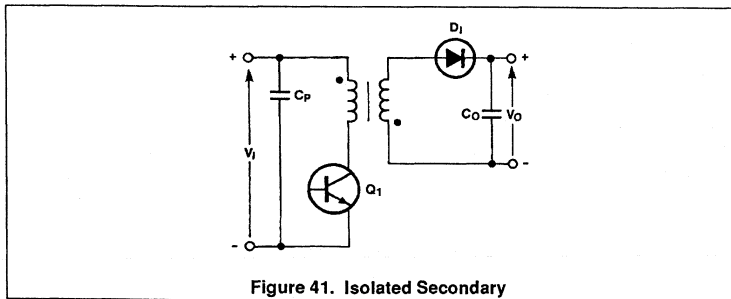 D₁
+
+
Cₚ
Cₒ
Vₒ
Vᵢ
Q₁
-
-
Figure 41. Isolated Secondary